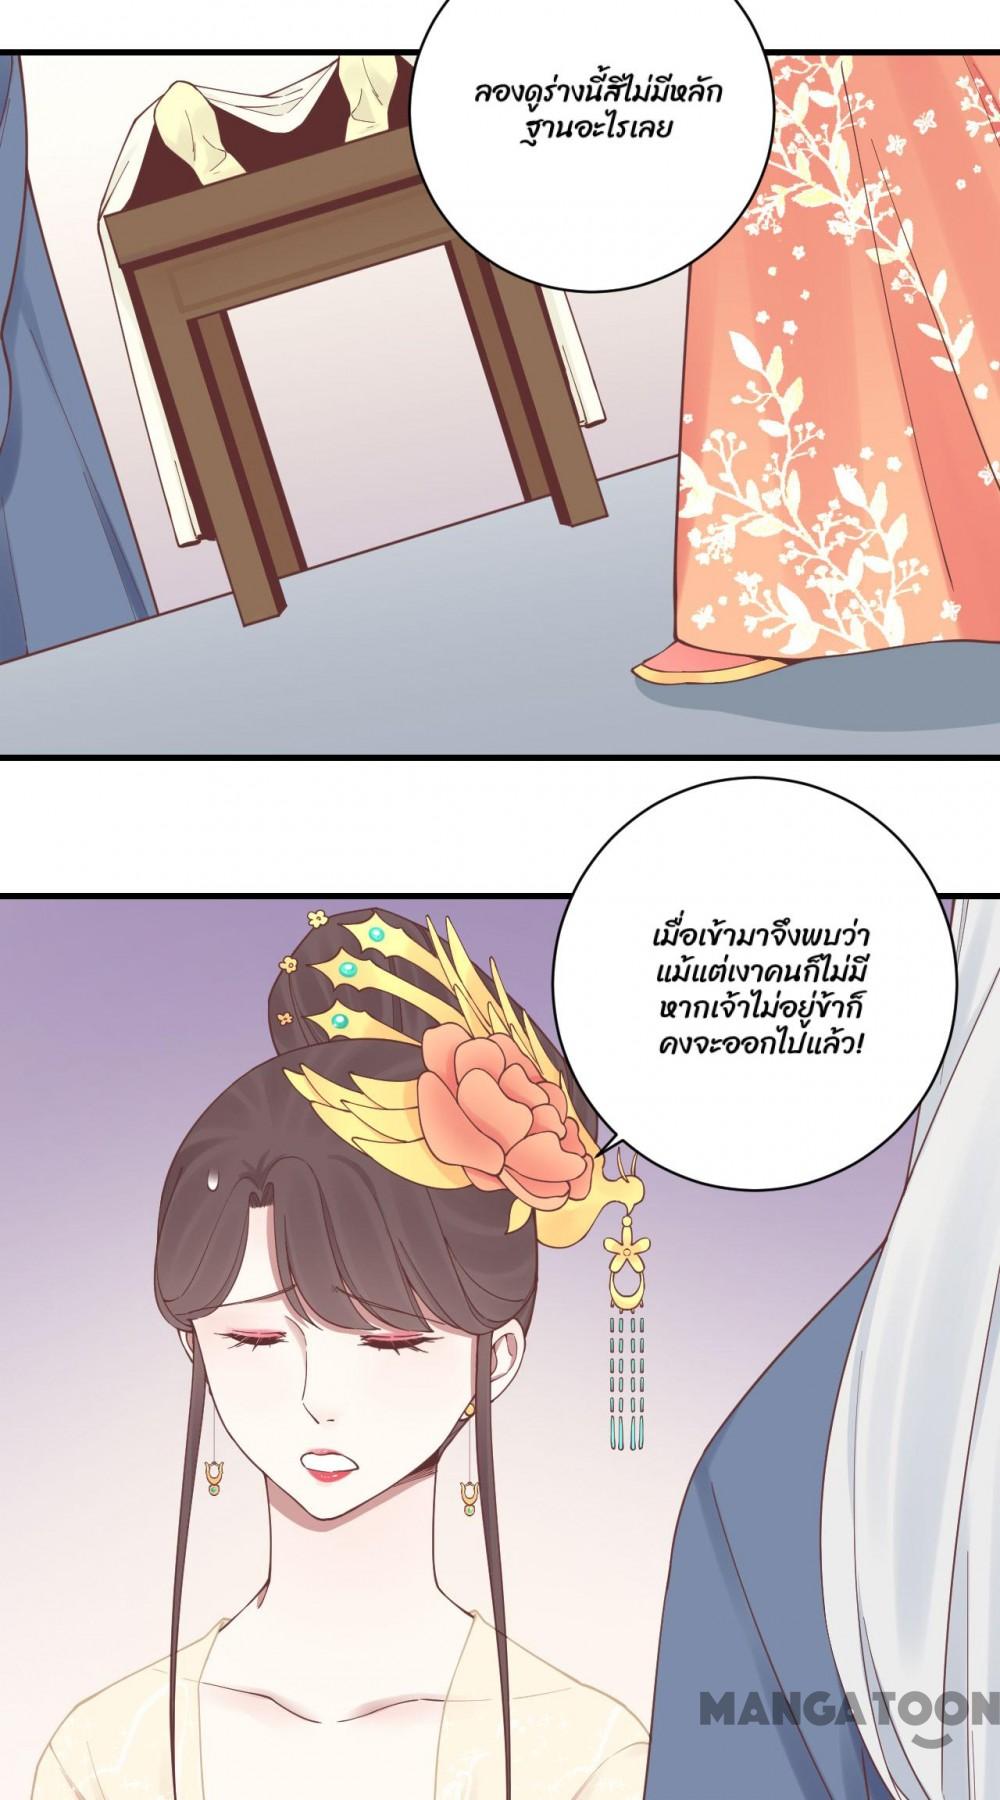 ลองดูร่างนี้สิไม่มีหลัก
ฐานอะไรเลย
เมื่อเข้ามาจึงพบว่า
แม้แต่เงาคนก็ไม่มี
หากเจ้าไม่อยู่ข้าก็
คงจะออกไปแล้ว!
MANGATOON